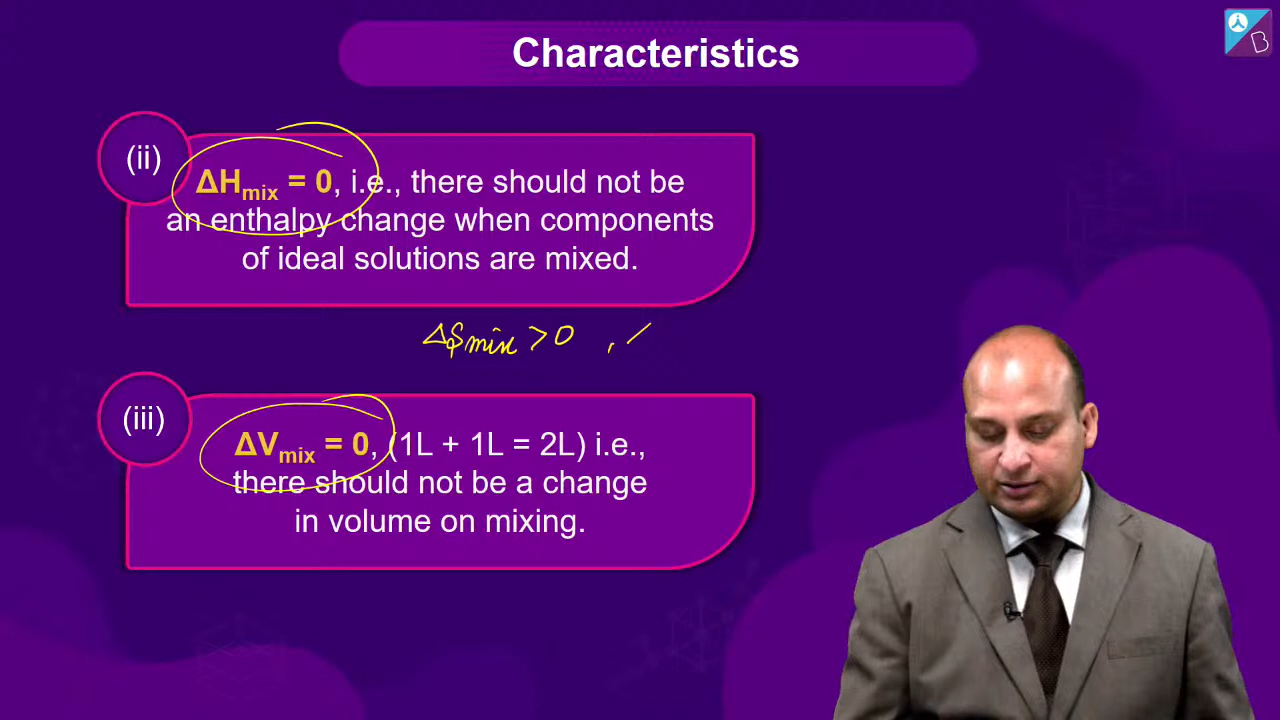 Characteristics
(ii)
ΔHmix = 0, i.e., there should not be
an enthalpy change when components
of ideal solutions are mixed.
ΔSmix > 0 ,
(iii)
ΔVmix = 0, (1L + 1L = 2L) i.e.,
there should not be a change
in volume on mixing.
B